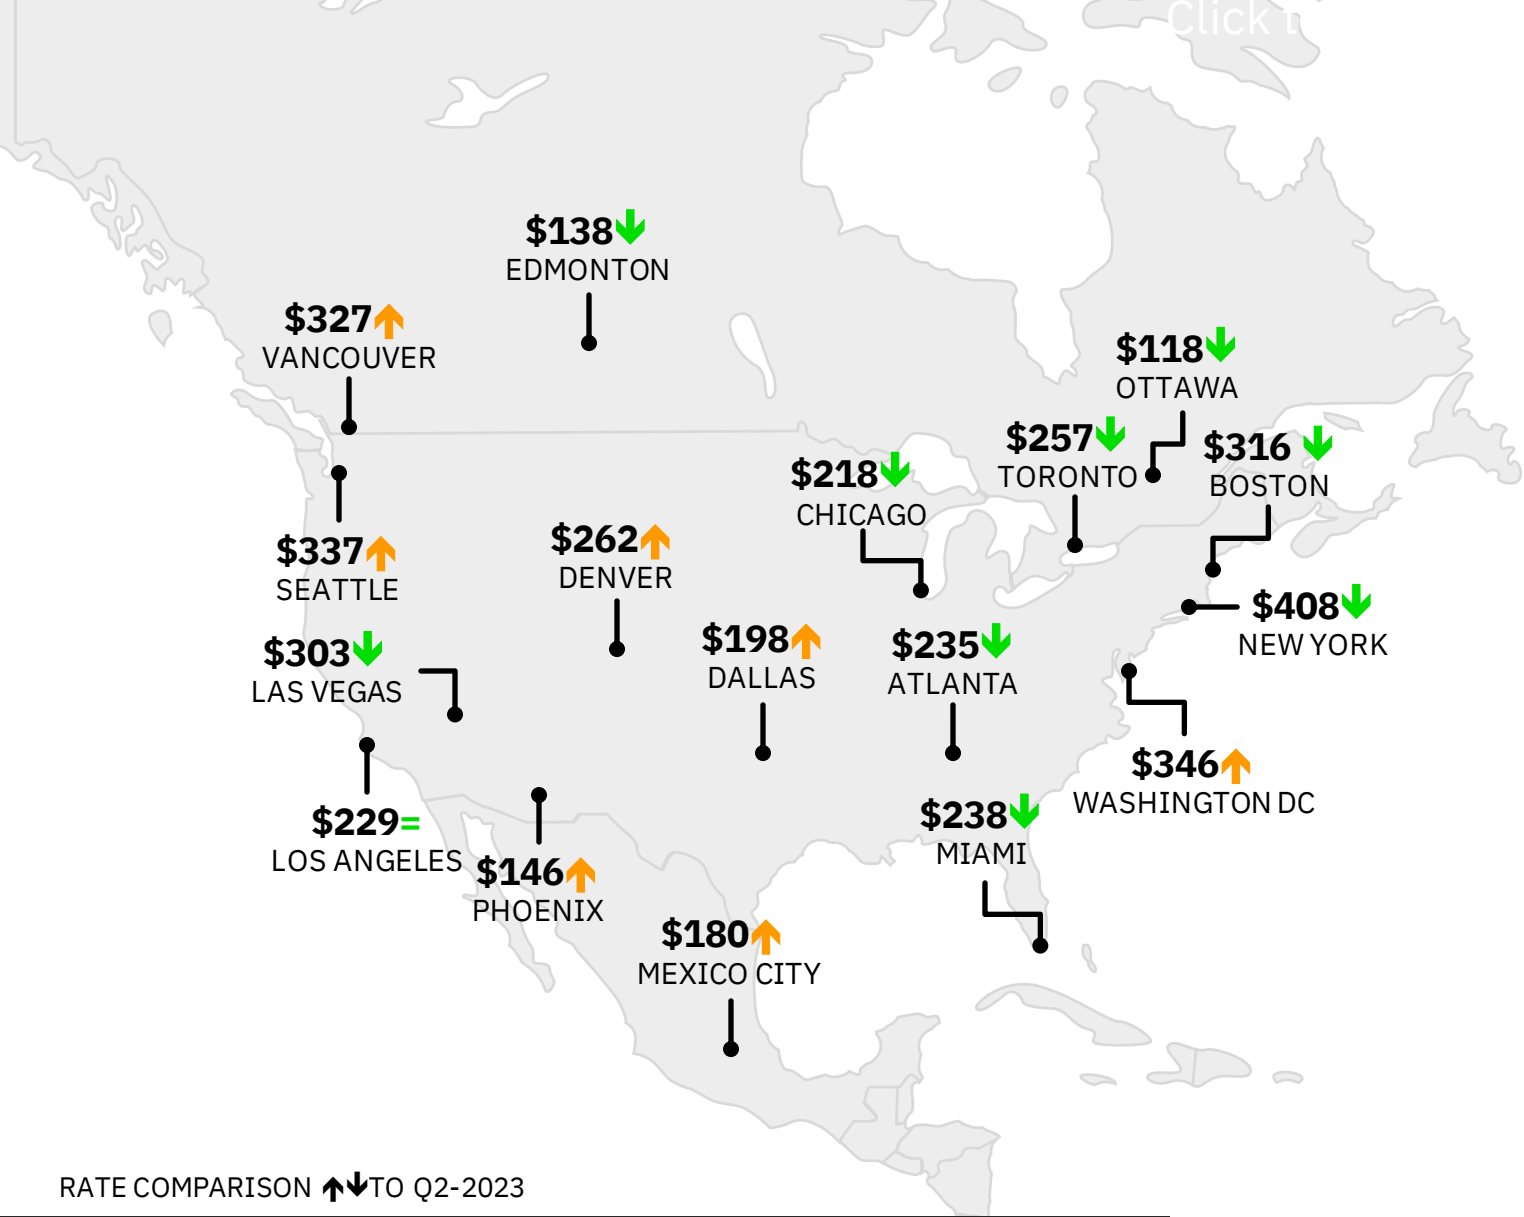 Click t
$138
EDMONTON
$327
VANCOUVER
$118
OTTAWA
$257
TORONTO
$316
BOSTON
$218
CHICAGO
$337
SEATTLE
$262
DENVER
$408
NEW YORK
$303
LAS VEGAS
$198
DALLAS
$235
ATLANTA
$346
WASHINGTON DC
$229=
LOS ANGELES
$238
MIAMI
$146
PHOENIX
$180
MEXICO CITY
RATE COMPARISON ↑↓TO Q2-2023